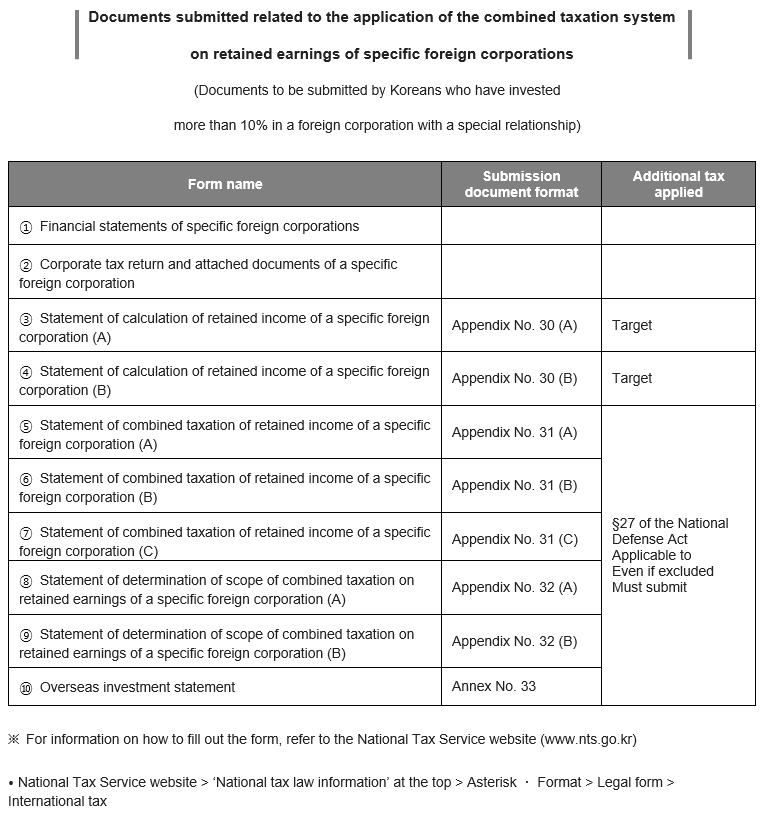 Documents submitted related to the application of the combined taxation system
on retained earnings of specific foreign corporations
(Documents to be submitted by Koreans who have invested
more than 10% in a foreign corporation with a special relationship)
Form name
Submission
document format
Additional tax
applied
① Financial statements of specific foreign corporations
② Corporate tax return and attached documents of a specific
foreign corporation
③ Statement of calculation of retained income of a specific foreign
corporation (A)
Appendix No. 30 (A)
Target
④ Statement of calculation of retained income of a specific foreign
corporation (B)
Appendix No. 30 (B)
Target
⑤ Statement of combined taxation of retained income of a specific
foreign corporation (A)
Appendix No. 31 (A)
⑥ Statement of combined taxation of retained income of a specific
foreign corporation (B)
Appendix No. 31 (B)
⑦ Statement of combined taxation of retained income of a specific
foreign corporation (C)
Appendix No. 31 (C)
⑧ Statement of determination of scope of combined taxation on
retained earnings of a specific foreign corporation (A)
Appendix No. 32 (A)
⑨ Statement of determination of scope of combined taxation on
retained earnings of a specific foreign corporation (B)
Appendix No. 32 (B)
⑩ Overseas investment statement
Annex No. 33
§27 of the National
Defense Act
Applicable to
Even if excluded
Must submit
※ For information on how to fill out the form, refer to the National Tax Service website (www.nts.go.kr)
• National Tax Service website > ‘National tax law information’ at the top > Asterisk · Format > Legal form >
International tax